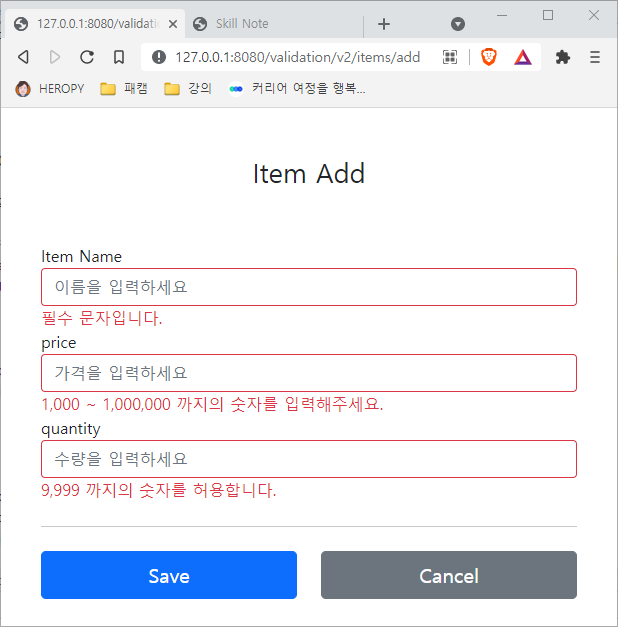 127.0.0.1:8080/validatio
Skill Note
127.0.0.1:8080/validation/v2/items/add
HEROPY 패캠 강의 커리어 여정을 행복...
Item Add
Item Name
이름을 입력하세요
필수 문자입니다.
price
가격을 입력하세요
1,000 ~ 1,000,000 까지의 숫자를 입력해주세요.
quantity
수량을 입력하세요
9,999 까지의 숫자를 허용합니다.
Save Cancel